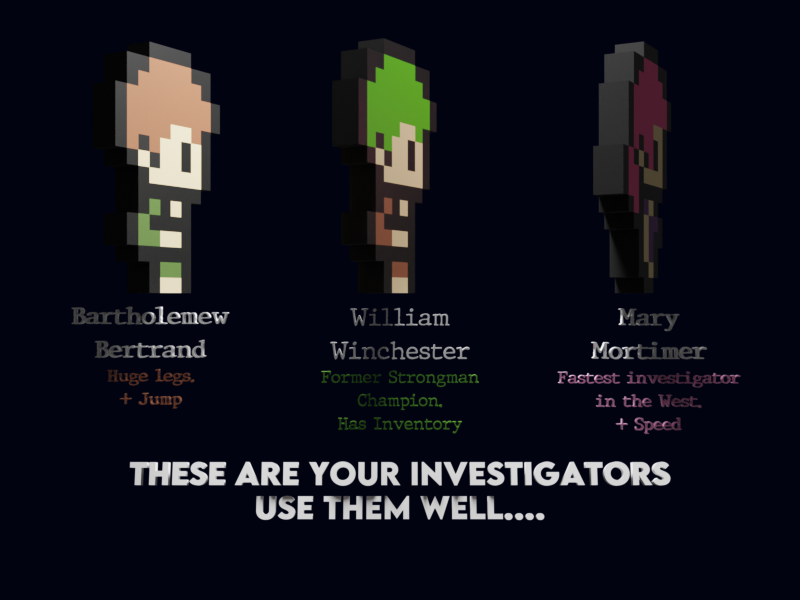 Bartholemew
Bertrand
Huge legs.
+ Jump
William
Winchester
Former Strongman
Champion.
Has Inventory
Mary
Mortimer
Fastest investigator
in the West.
+ Speed
THESE ARE YOUR INVESTIGATORS
USE THEM WELL....